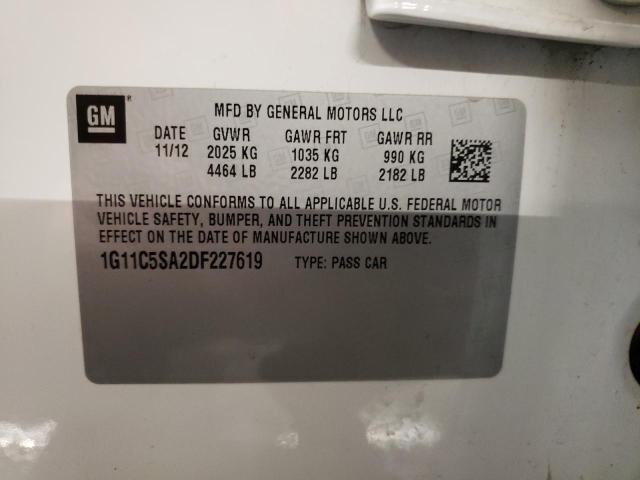 GM ® MFD BY GENERAL MOTORS LLC
DATE GVWR GAWR FRT GAWR RR
11/12 2025 KG 1035 KG 990 KG
4464 LB 2282 LB 2182 LB
THIS VEHICLE CONFORMS TO ALL APPLICABLE U.S. FEDERAL MOTOR
VEHICLE SAFETY, BUMPER, AND THEFT PREVENTION STANDARDS IN
EFFECT ON THE DATE OF MANUFACTURE SHOWN ABOVE.
1G11C5SA2DF227619 TYPE: PASS CAR